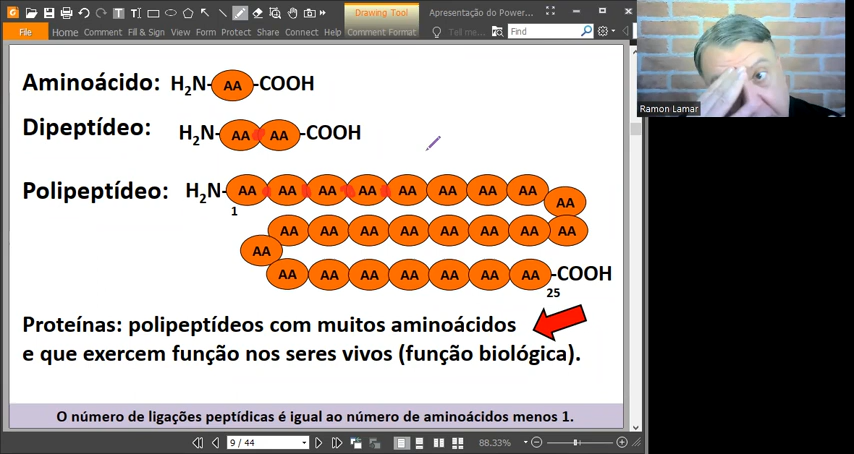 Drawing Tool
Apresentação do Power...
File Home Comment Fill & Sign View Form Protect Share Connect Help Comment Format Tell me... Find
Aminoácido: H2N-AA-COOH
Dipeptídeo: H2N-AA AA-COOH
Polipeptídeo: H2N-AA AA AA AA AA AA AA AA
1
AA
AA AA AA AA AA AA AA AA
AA
AA AA AA AA AA AA AA-COOH
25
Proteínas: polipeptídeos com muitos aminoácidos
e que exercem função nos seres vivos (função biológica).
O número de ligações peptídicas é igual ao número de aminoácidos menos 1.
9 / 44
88.33%
Ramon Lamar